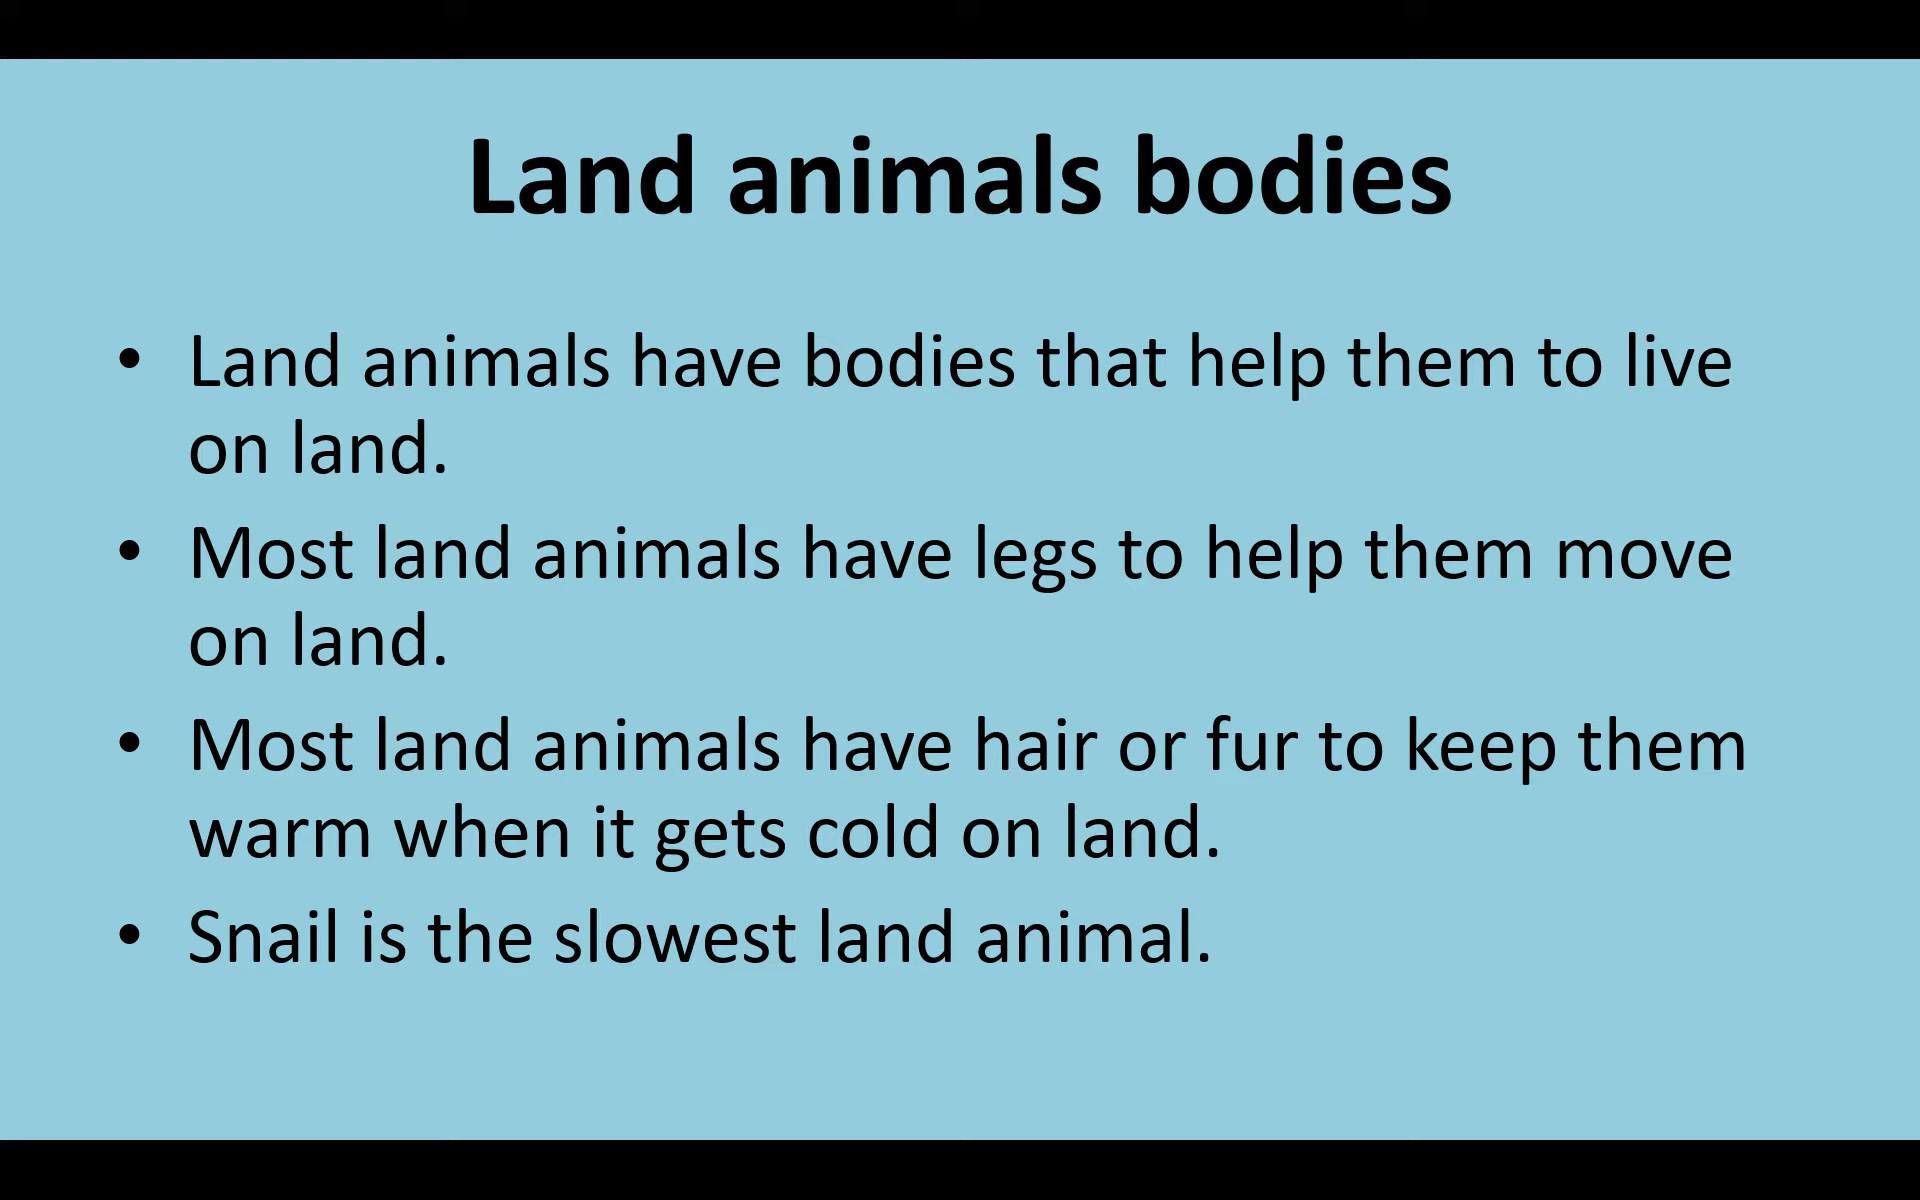 Land animals bodies
• Land animals have bodies that help them to live
on land.
• Most land animals have legs to help them move
on land.
• Most land animals have hair or fur to keep them
warm when it gets cold on land.
• Snail is the slowest land animal.